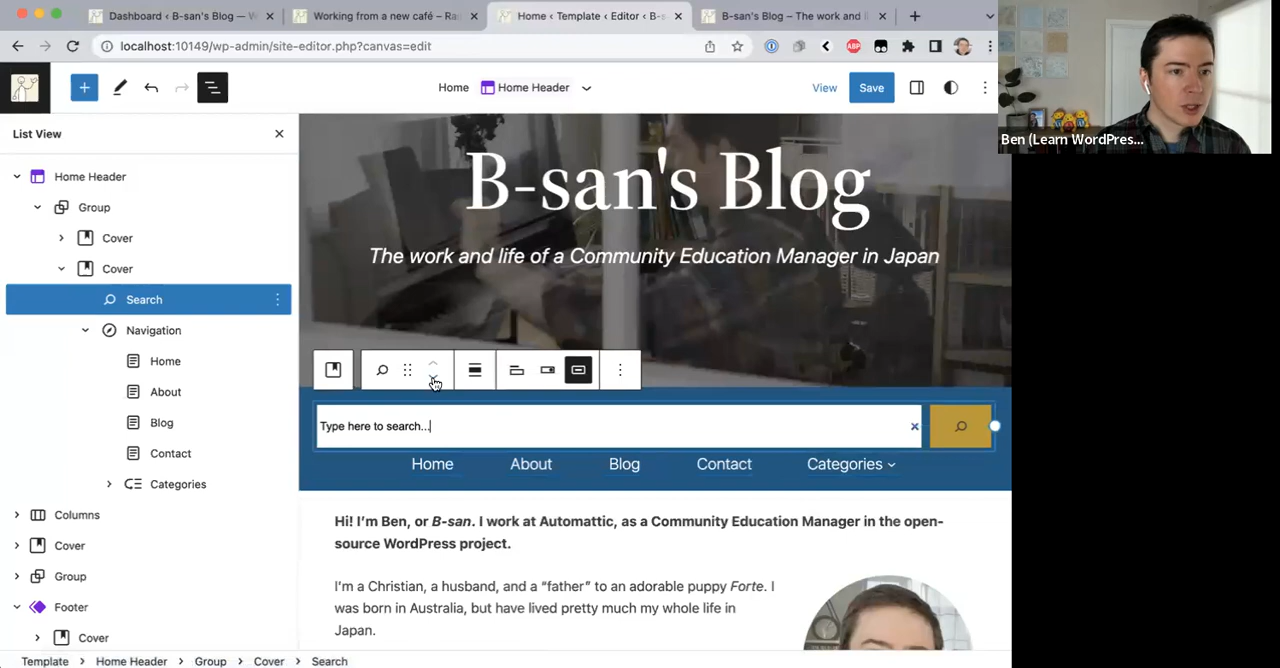 Dashboard ‹ B-san's Blog — W
Working from a new café – Ra
Home ‹ Template ‹ Editor ‹ B-s
B-san's Blog – The work and li
localhost:10149/wp-admin/site-editor.php?canvas=edit
ABP
Home Home Header
View Save
Ben (Learn WordPres...
List View
Home Header
Group
Cover
Cover
Search
Navigation
Home
About
Blog
Contact
Categories
Columns
Cover
Group
Footer
Cover
B-san's Blog
The work and life of a Community Education Manager in Japan
Type here to search...
Home About Blog Contact Categories
Hi! I'm Ben, or B-san. I work at Automattic, as a Community Education Manager in the open-
source WordPress project.
I'm a Christian, a husband, and a "father" to an adorable puppy Forte. I
was born in Australia, but have lived pretty much my whole life in
Japan.
Template > Home Header > Group > Cover > Search